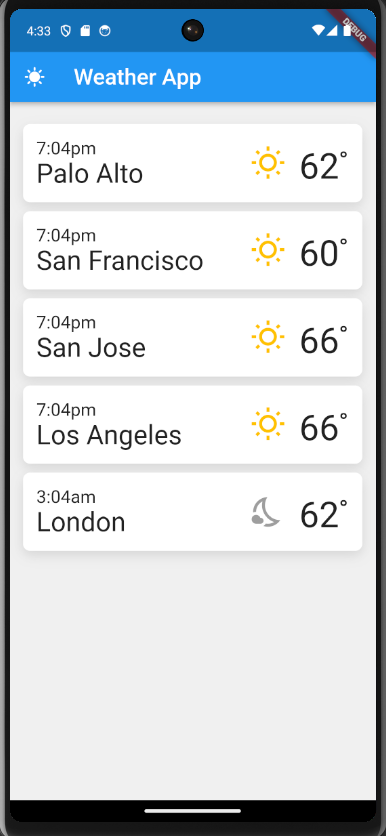 4:33
DEBUG
Weather App
7:04pm
Palo Alto
62°
7:04pm
San Francisco
60°
7:04pm
San Jose
66°
7:04pm
Los Angeles
66°
3:04am
London
62°